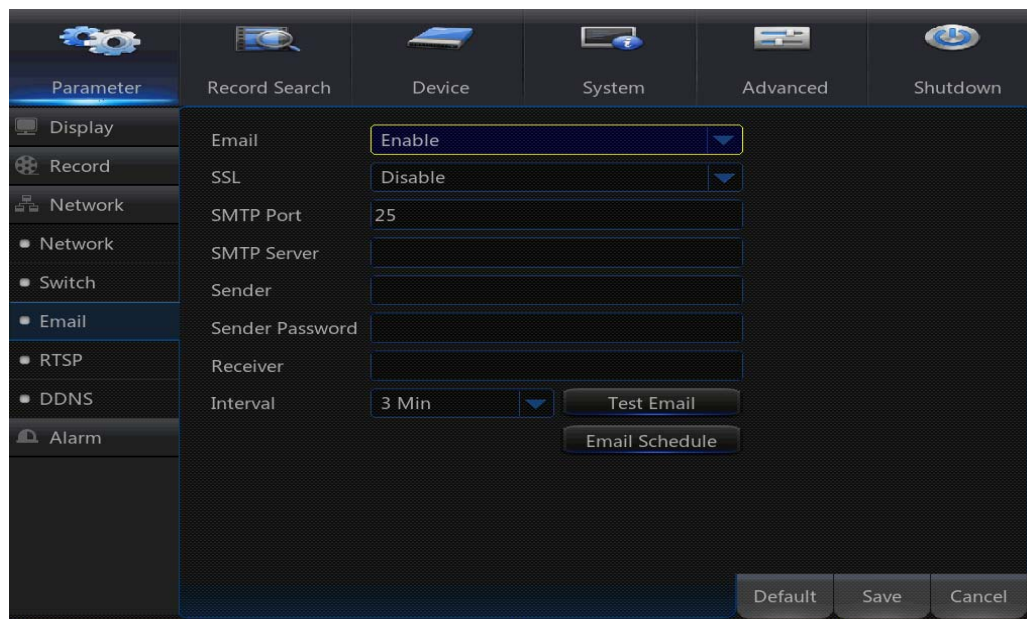 Parameter Record Search Device System Advanced Shutdown
Display
Record
Network
Network
Switch
Email
RTSP
DDNS
Alarm
Email Enable
SSL Disable
SMTP Port 25
SMTP Server
Sender
Sender Password
Receiver
Interval 3 Min Test Email
Email Schedule
Default Save Cancel